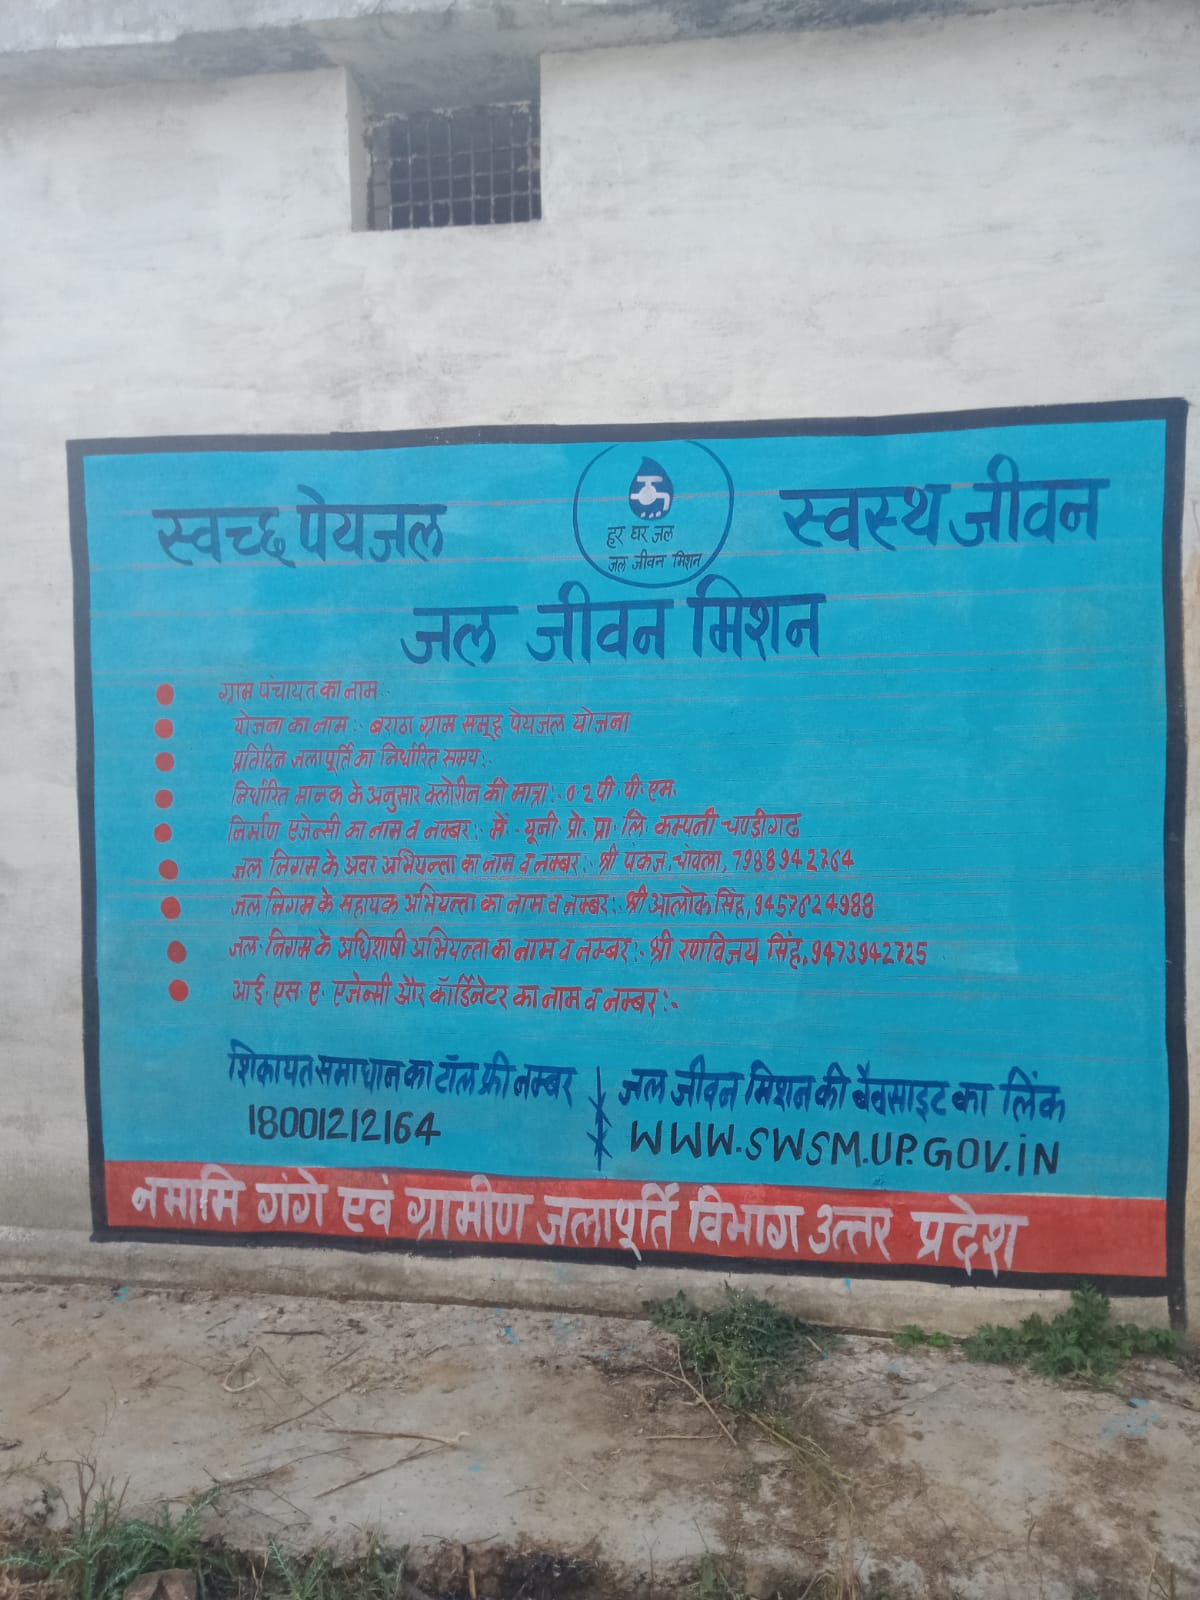 स्वच्छ पेयजल
हर घर जल
जल जीवन मिशन
स्वस्थ जीवन
जल जीवन मिशन
ग्राम पंचायत का नाम:
योजना का नाम:- बराठा ग्राम समूह पेयजल योजना
प्रतिदिन जलापूर्ति का निर्धारित समय:-
निर्धारित मानक के अनुसार क्लोरीन की मात्रा:- 0.2 पी. पी. एम.
निर्माण एजेन्सी का नाम व नम्बर:- में. यूनी. प्रो. प्रा. लि. कम्पनी चण्डीगढ
जल निगम के अवर अभियन्ता का नाम व नम्बर:- श्री पंकज. चावला, 7988942764
जल निगम के सहायक अभियन्ता का नाम व नम्बर:- श्री आलोक सिंह, 9457624988
जल निगम के अधिशाषी अभियन्ता का नाम व नम्बर:- श्री रणविजय सिंह, 9473942725
आई. एस. ए. एजेन्सी और कॉर्डिनेटर का नाम व नम्बर:-
शिकायत समाधान का टॉल फ्री नम्बर
18001212164
जल जीवन मिशन की बैवसाइट का लिंक
WWW.SWSM.UP.GOV.iN
नमामि गंगे एवं ग्रामीण जलापूर्ति विभाग उत्तर प्रदेश